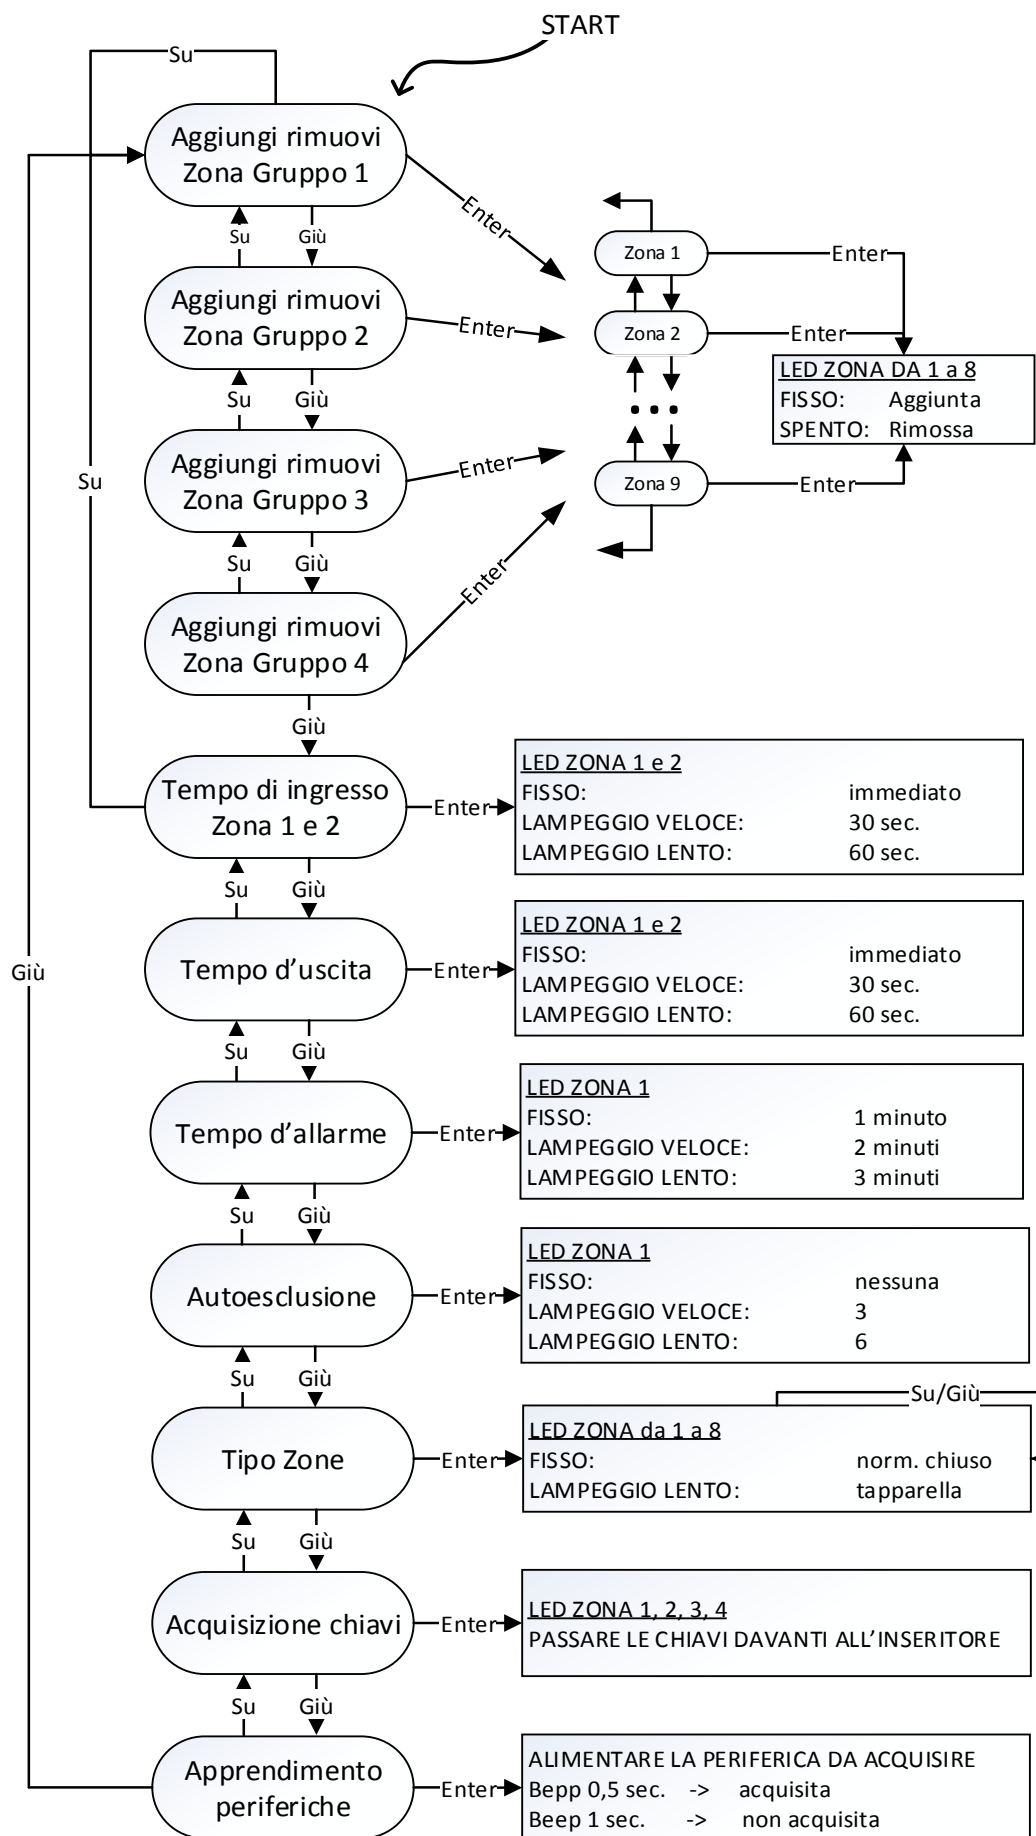 START
Su
Aggiungi rimuovi
Zona Gruppo 1
Enter
Su
Giù
Zona 1
Enter
Aggiungi rimuovi
Zona Gruppo 2
Enter
Zona 2
Enter
LED ZONA DA 1 a 8
FISSO: Aggiunta
SPENTO: Rimossa
Su
Giù
...
Su
Aggiungi rimuovi
Zona Gruppo 3
Enter
Zona 9
Enter
Su
Giù
Enter
Aggiungi rimuovi
Zona Gruppo 4
Giù
Tempo di ingresso
Zona 1 e 2
Enter
LED ZONA 1 e 2
FISSO: immediato
LAMPEGGIO VELOCE: 30 sec.
LAMPEGGIO LENTO: 60 sec.
Su
Giù
Giù
Tempo d’uscita
Enter
LED ZONA 1 e 2
FISSO: immediato
LAMPEGGIO VELOCE: 30 sec.
LAMPEGGIO LENTO: 60 sec.
Su
Giù
Tempo d’allarme
Enter
LED ZONA 1
FISSO: 1 minuto
LAMPEGGIO VELOCE: 2 minuti
LAMPEGGIO LENTO: 3 minuti
Su
Giù
Autoesclusione
Enter
LED ZONA 1
FISSO: nessuna
LAMPEGGIO VELOCE: 3
LAMPEGGIO LENTO: 6
Su
Giù
Su/Giù
Tipo Zone
Enter
LED ZONA da 1 a 8
FISSO: norm. chiuso
LAMPEGGIO LENTO: tapparella
Su
Giù
Acquisizione chiavi
Enter
LED ZONA 1, 2, 3, 4
PASSARE LE CHIAVI DAVANTI ALL’INSERITORE
Su
Giù
Apprendimento
periferiche
Enter
ALIMENTARE LA PERIFERICA DA ACQUISIRE
Bepp 0,5 sec. -> acquisita
Beep 1 sec. -> non acquisita